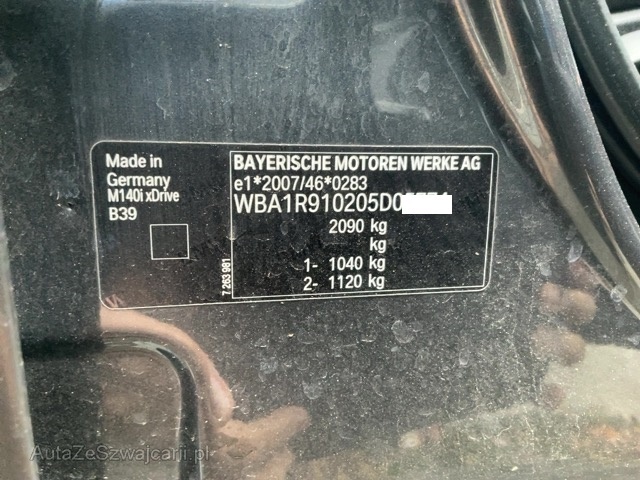 Made in
Germany
M140i xDrive
B39
7 263 981
BAYERISCHE MOTOREN WERKE AG
e1*2007/46*0283
WBA1R910205D0
2090 kg
kg
1- 1040 kg
2- 1120 kg
AutaZeSzwajcarii.pl